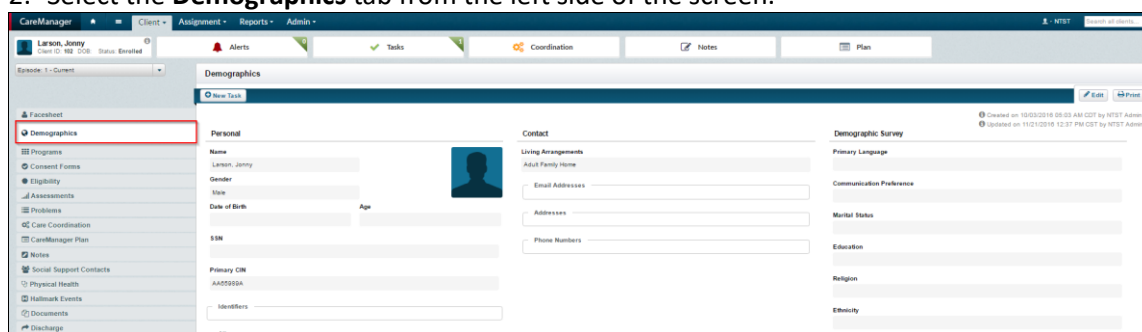 2. Select the Demographics tab from the left side of the screen.
CareManager Client Assignment Reports Admin - NTST Search all clients...
Larson, Jonny
Client ID: 102 DOB: Status: Enrolled
Alerts Tasks Coordination Notes Plan
Episode: 1 - Current
Demographics
New Task Edit Print
Created on 10/03/2016 05:03 AM CDT by NTST Admin
Updated on 11/21/2016 12:37 PM CST by NTST Admin
Facesheet
Demographics
Programs
Consent Forms
Eligibility
Assessments
Problems
Care Coordination
CareManager Plan
Notes
Social Support Contacts
Physical Health
Hallmark Events
Documents
Discharge
Personal
Name
Larson, Jonny
Gender
Male
Date of Birth Age
SSN
Primary CIN
AA65989A
Identifiers
Contact
Living Arrangements
Adult Family Home
Email Addresses
Addresses
Phone Numbers
Demographic Survey
Primary Language
Communication Preference
Marital Status
Education
Religion
Ethnicity